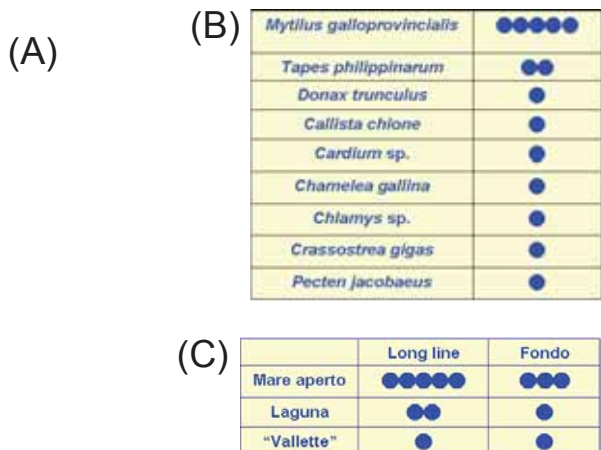 (A)
(B)
Mytilus galloprovincialis
Tapes philippinarum
Donax trunculus
Callista chione
Cardium sp.
Chamelea gallina
Chlamys sp.
Crassostrea gigas
Pecten jacobaeus
(C)
Long line Fondo
Mare aperto
Laguna
"Vallette"